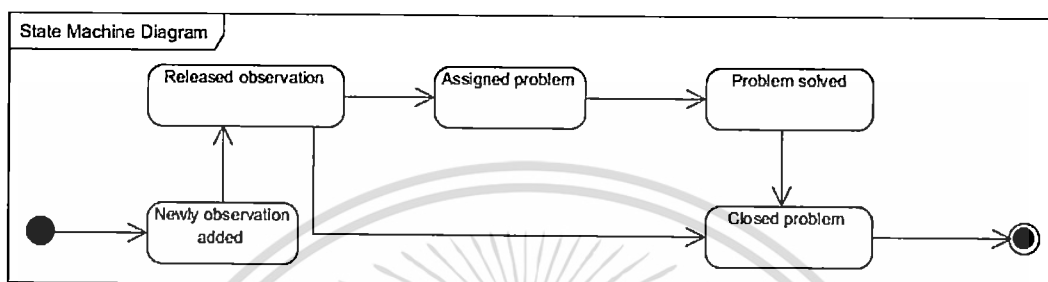 State Machine Diagram
Released observation
Assigned problem
Problem solved
Newly observation
added
Closed problem